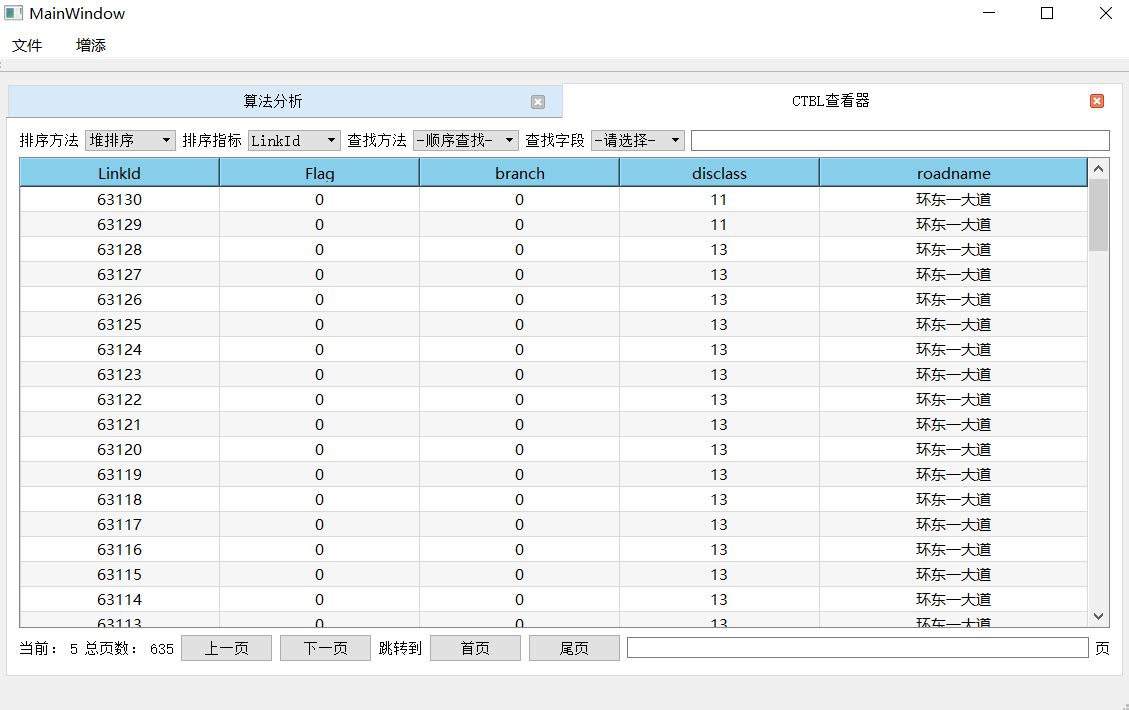 MainWindow
文件 增添
算法分析 CTBL查看器
排序方法 堆排序 排序指标 LinkId 查找方法 -顺序查找- 查找字段 -请选择-
LinkId Flag branch disclass roadname
63130 0 0 11 环东一大道
63129 0 0 11 环东一大道
63128 0 0 13 环东一大道
63127 0 0 13 环东一大道
63126 0 0 13 环东一大道
63125 0 0 13 环东一大道
63124 0 0 13 环东一大道
63123 0 0 13 环东一大道
63122 0 0 13 环东一大道
63121 0 0 13 环东一大道
63120 0 0 13 环东一大道
63119 0 0 13 环东一大道
63118 0 0 13 环东一大道
63117 0 0 13 环东一大道
63116 0 0 13 环东一大道
63115 0 0 13 环东一大道
63114 0 0 13 环东一大道
63113 0 0 13 环东一大道
当前： 5 总页数： 635 上一页 下一页 跳转到 首页 尾页 页